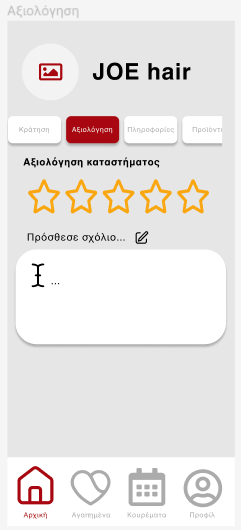 Αξιολόγηση
JOE hair
Κράτηση Αξιολόγηση Πληροφορίες Προϊόντ
Αξιολόγηση καταστήματος
Πρόσθεσε σχόλιο...
...
Αρχική Αγαπημένα Κουρέματα Προφίλ